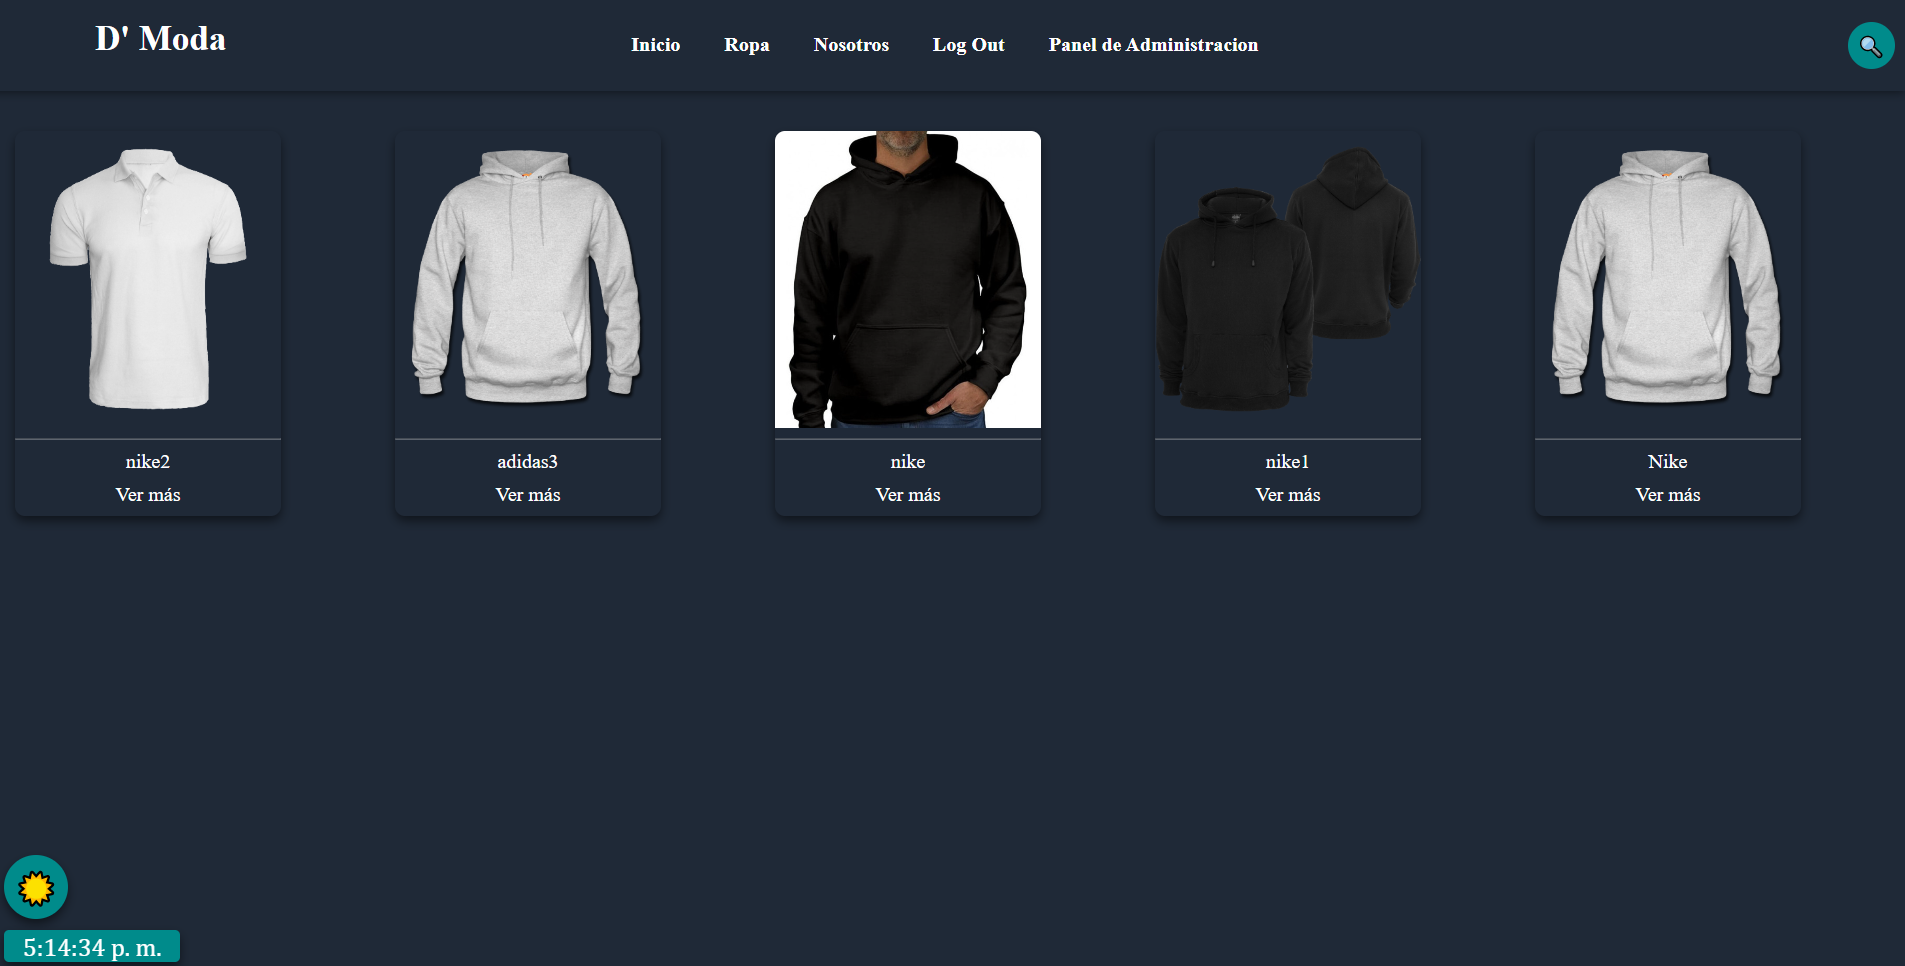 D' Moda
Inicio Ropa Nosotros Log Out Panel de Administracion
nike2
Ver más
adidas3
Ver más
nike
Ver más
nike1
Ver más
Nike
Ver más
5:14:34 p. m.